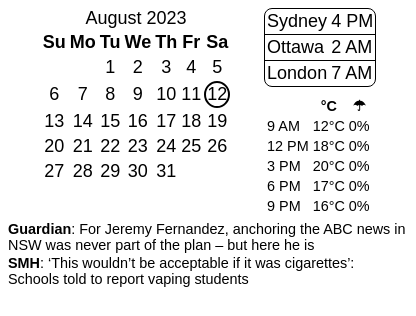 August 2023
Su Mo Tu We Th Fr Sa
1 2 3 4 5
6 7 8 9 10 11 12
13 14 15 16 17 18 19
20 21 22 23 24 25 26
27 28 29 30 31
Sydney 4 PM
Ottawa 2 AM
London 7 AM
°C ☂
9 AM 12°C 0%
12 PM 18°C 0%
3 PM 20°C 0%
6 PM 17°C 0%
9 PM 16°C 0%
Guardian: For Jeremy Fernandez, anchoring the ABC news in
NSW was never part of the plan – but here he is
SMH: ‘This wouldn’t be acceptable if it was cigarettes’:
Schools told to report vaping students